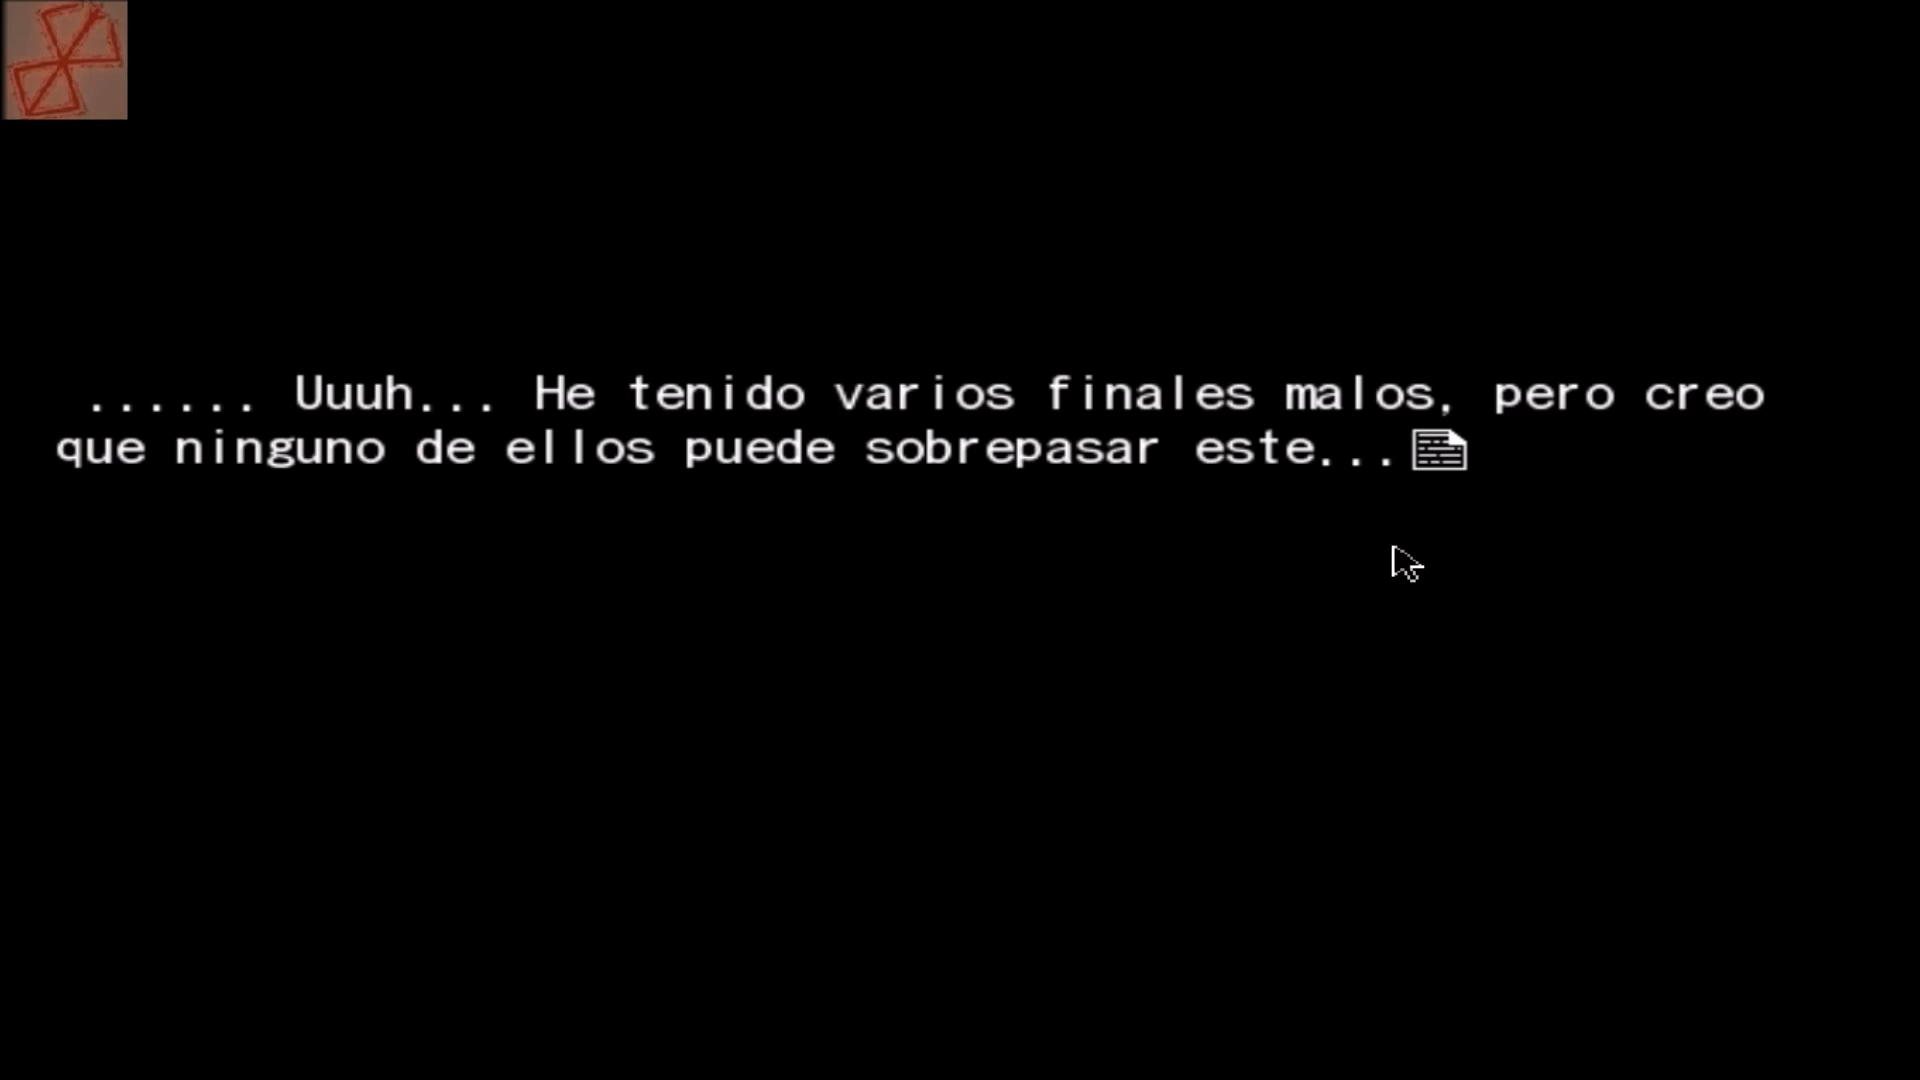 ...... Uuuh... He tenido varios finales malos, pero creo
que ninguno de ellos puede sobrepasar este...